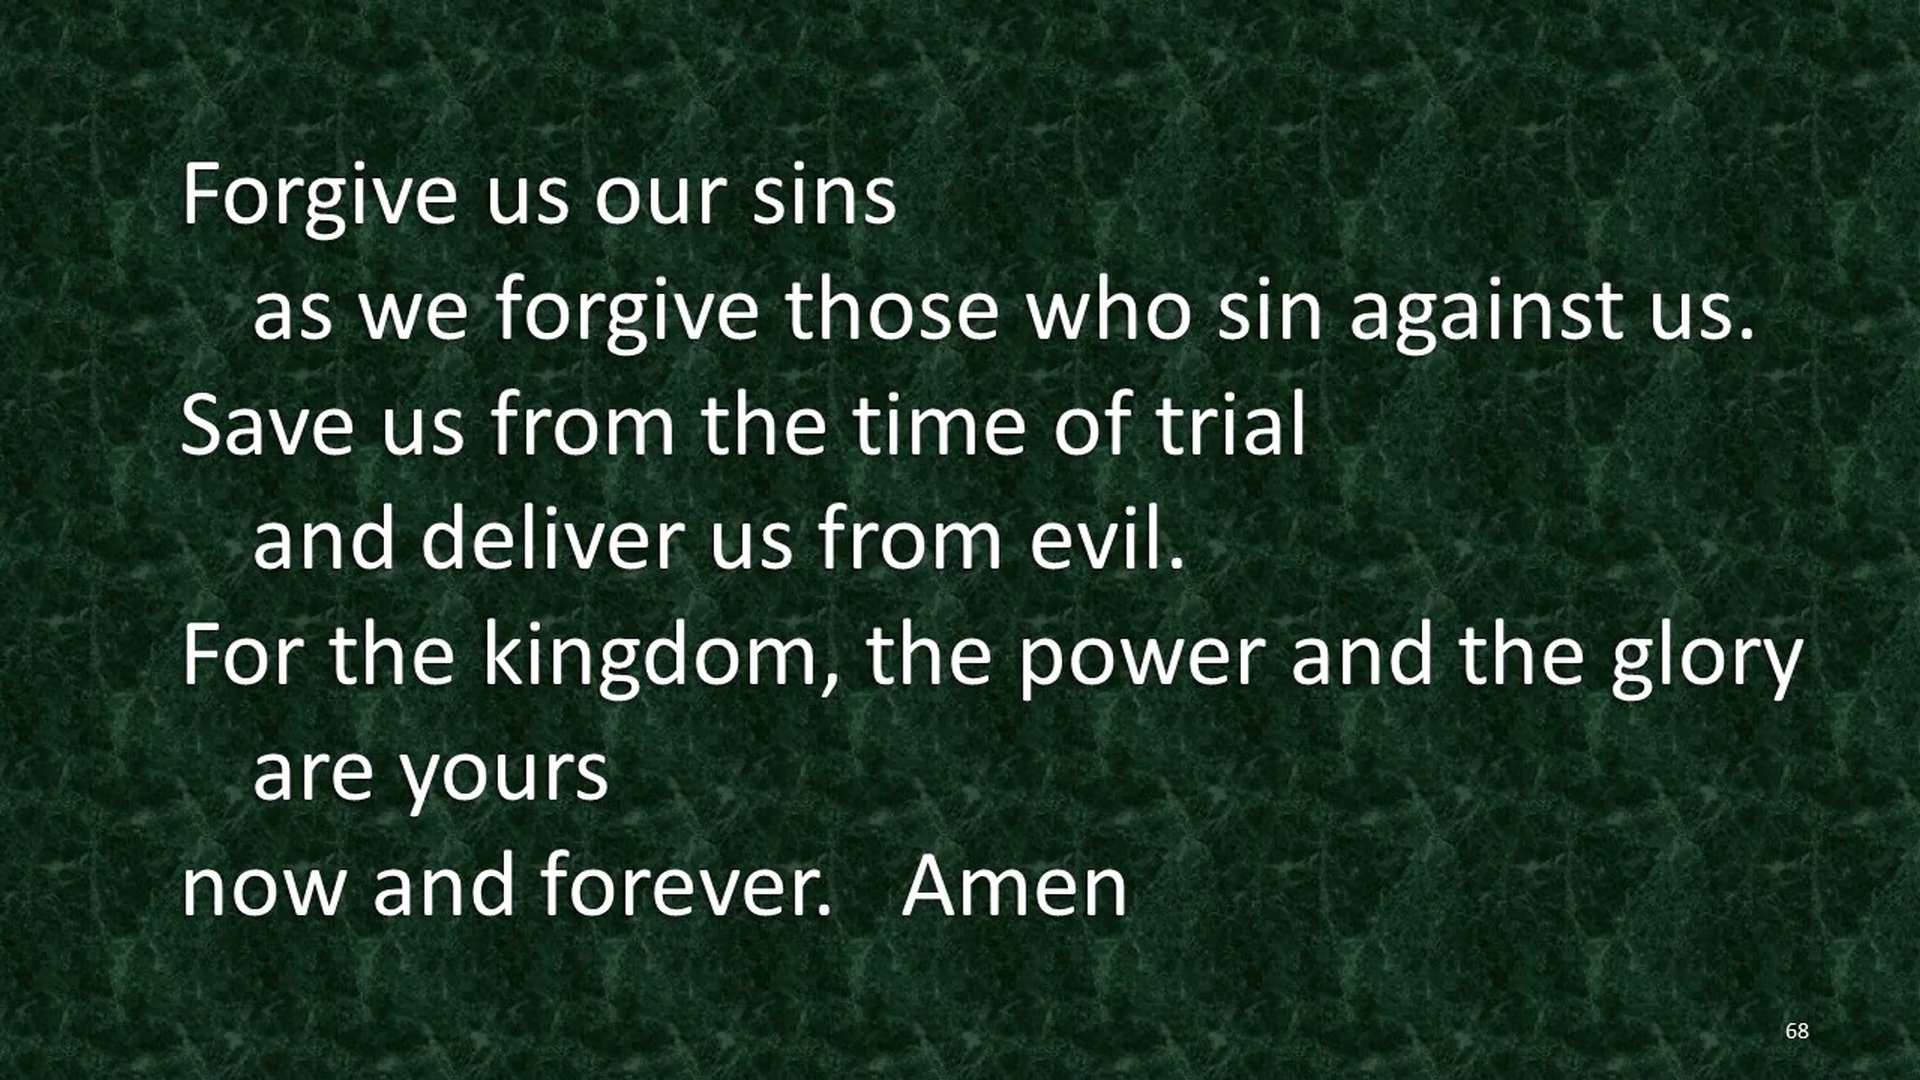 Forgive us our sins
as we forgive those who sin against us.
Save us from the time of trial
and deliver us from evil.
For the kingdom, the power and the glory
are yours
now and forever.   Amen
68